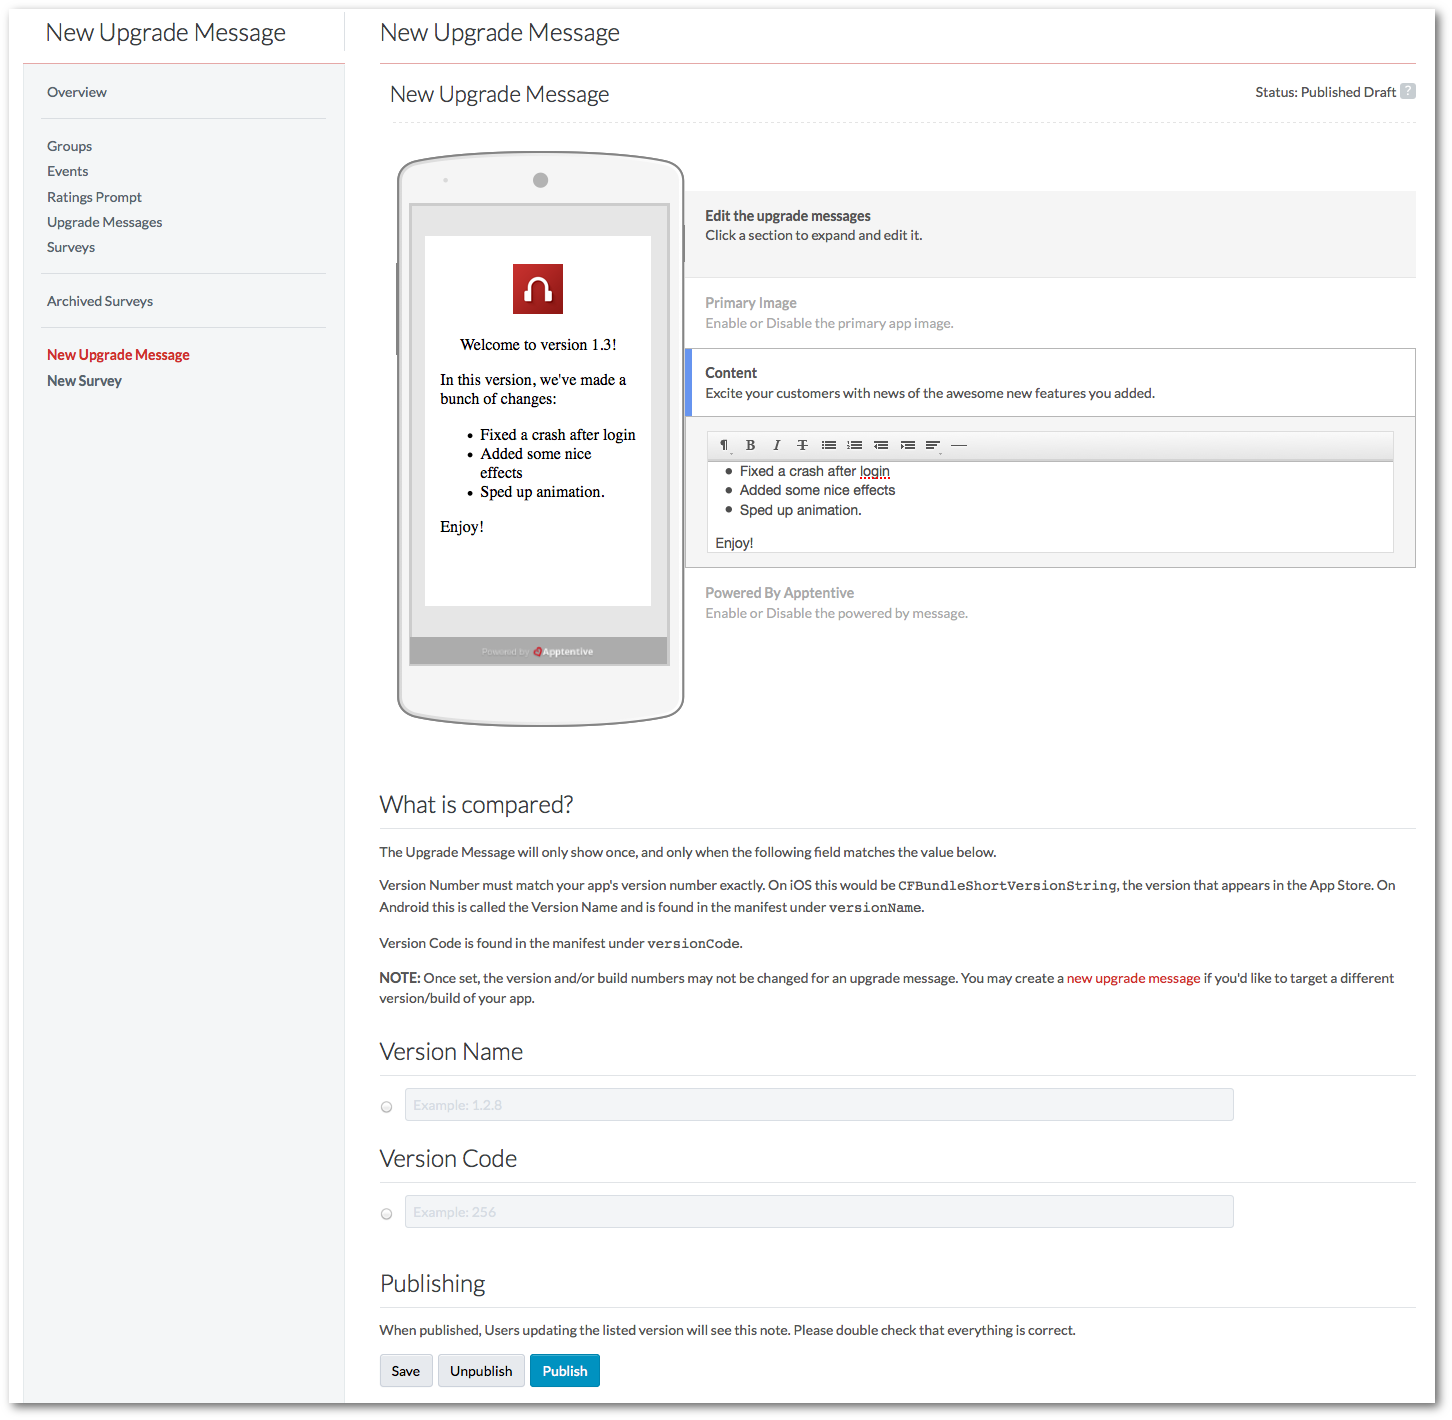 New Upgrade Message
New Upgrade Message
Overview
Groups
Events
Ratings Prompt
Upgrade Messages
Surveys
Archived Surveys
New Upgrade Message
New Survey
New Upgrade Message
Status: Published Draft ?
Welcome to version 1.3!
In this version, we've made a
bunch of changes:
• Fixed a crash after login
• Added some nice
effects
• Sped up animation.
Enjoy!
Powered by Apptentive
Edit the upgrade messages
Click a section to expand and edit it.
Primary Image
Enable or Disable the primary app image.
Content
Excite your customers with news of the awesome new features you added.
¶ B I T
• Fixed a crash after login
• Added some nice effects
• Sped up animation.
Enjoy!
Powered By Apptentive
Enable or Disable the powered by message.
What is compared?
The Upgrade Message will only show once, and only when the following field matches the value below.
Version Number must match your app's version number exactly. On iOS this would be CFBundleShortVersionString, the version that appears in the App Store. On
Android this is called the Version Name and is found in the manifest under versionName.
Version Code is found in the manifest under versionCode.
NOTE: Once set, the version and/or build numbers may not be changed for an upgrade message. You may create a new upgrade message if you'd like to target a different
version/build of your app.
Version Name
Example: 1.2.8
Version Code
Example: 256
Publishing
When published, Users updating the listed version will see this note. Please double check that everything is correct.
Save Unpublish Publish